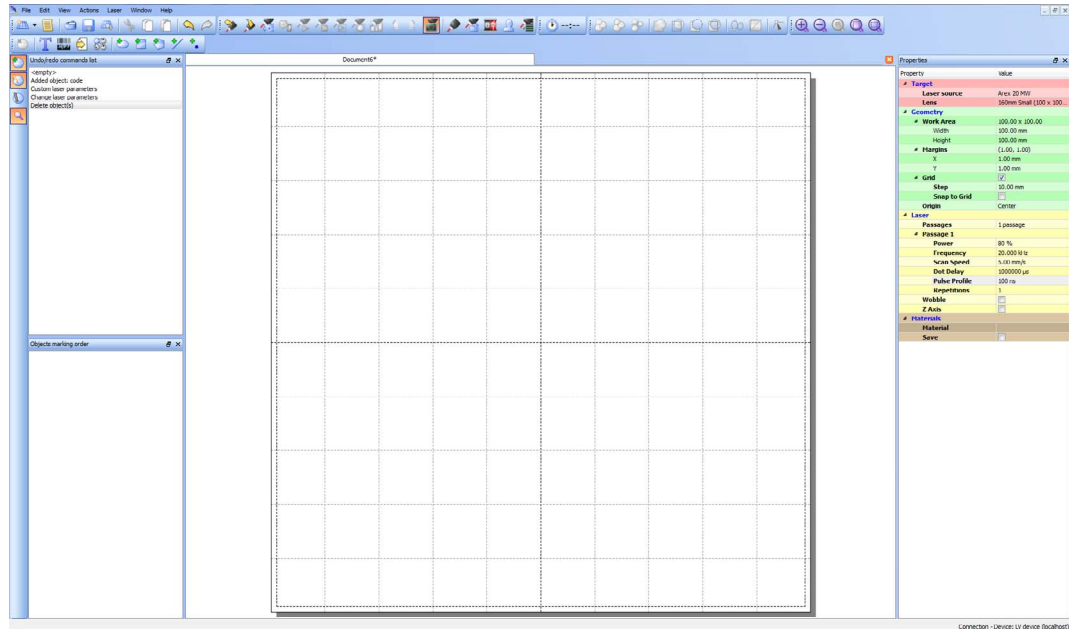 File Edit View Actions Laser Window Help
--:--
Undo/redo commands list
Document6*
Properties
<empty>
Added object: code
Custom laser parameters
Change laser parameters
Delete object(s)
Objects marking order
Property Value
Target
Laser source Arex 20 MW
Lens 160mm Small (100 x 100...
Geometry
Work Area 100.00 x 100.00
Width 100.00 mm
Height 100.00 mm
Margins (1.00, 1.00)
X 1.00 mm
Y 1.00 mm
Grid
Step 10.00 mm
Snap to Grid
Origin Center
Laser
Passages 1 passage
Passage 1
Power 80 %
Frequency 20.000 kHz
Scan Speed 5.00 mm/s
Dot Delay 1000000 µs
Pulse Profile 100 ns
Repetitions 1
Wobble
Z Axis
Materials
Material
Save
Connection - Device: LV device (localhost)